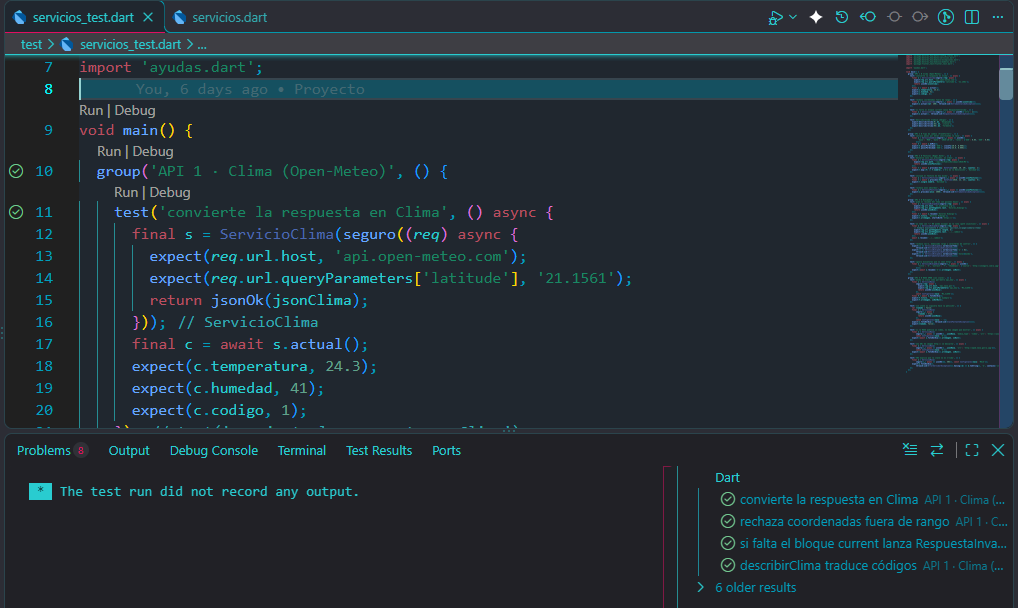 servicios_test.dart
servicios.dart
test > servicios_test.dart > ...
7 import 'ayudas.dart';
8 You, 6 days ago • Proyecto
Run | Debug
9 void main() {
Run | Debug
10 group('API 1 · Clima (Open-Meteo)', () {
Run | Debug
11 test('convierte la respuesta en Clima', () async {
12 final s = ServicioClima(seguro((req) async {
13 expect(req.url.host, 'api.open-meteo.com');
14 expect(req.url.queryParameters['latitude'], '21.1561');
15 return jsonOk(jsonClima);
16 })); // ServicioClima
17 final c = await s.actual();
18 expect(c.temperatura, 24.3);
19 expect(c.humedad, 41);
20 expect(c.codigo, 1);
Problems 8 Output Debug Console Terminal Test Results Ports
* The test run did not record any output.
Dart
convierte la respuesta en Clima API 1 · Clima (...
rechaza coordenadas fuera de rango API 1 · C...
si falta el bloque current lanza RespuestaInva...
describirClima traduce códigos API 1 · Clima (...
6 older results